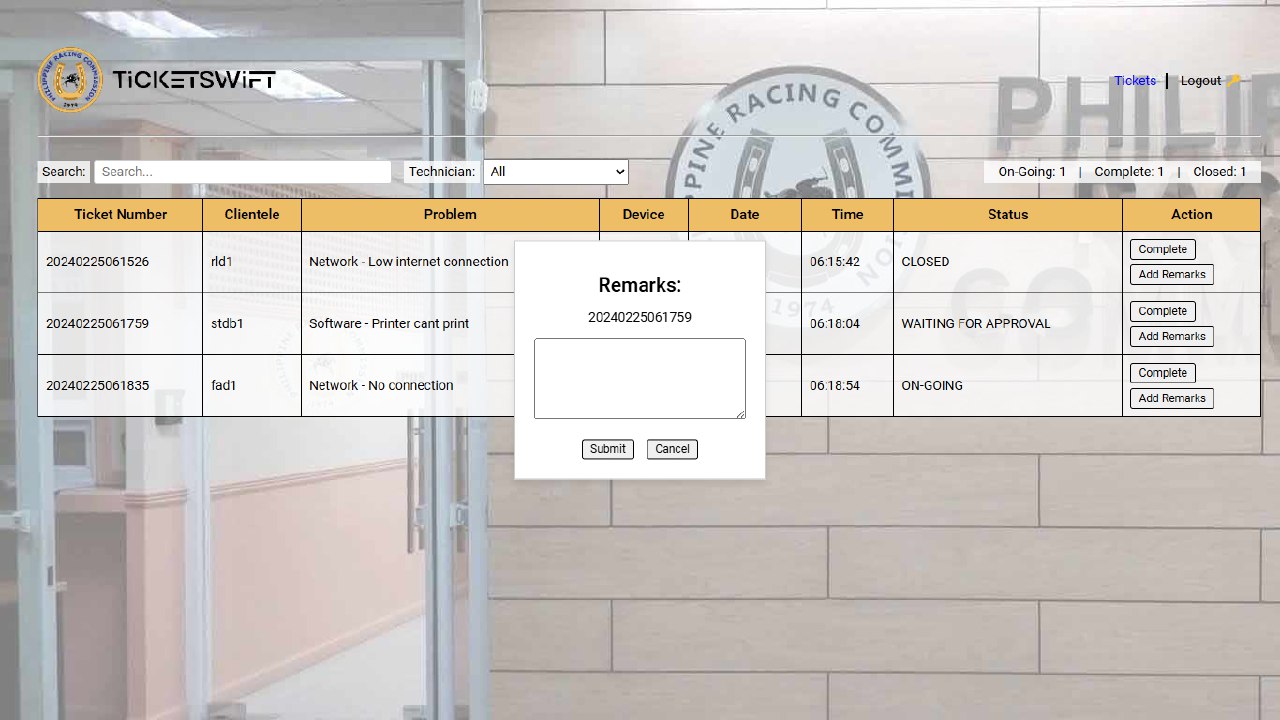 TiCKETSWiFT
Tickets | Logout
Search: Search... Technician: All
On-Going: 1 | Complete: 1 | Closed: 1
Ticket Number Clientele Problem Device Date Time Status Action
20240225061526 rld1 Network - Low internet connection 06:15:42 CLOSED Complete
Add Remarks
20240225061759 stdb1 Software - Printer cant print 06:18:04 WAITING FOR APPROVAL Complete
Add Remarks
20240225061835 fad1 Network - No connection 06:18:54 ON-GOING Complete
Add Remarks
Remarks:
20240225061759
Submit Cancel
PHILIPPINE RACING COMMISSION
1974
PINE RACING COMMI
ION
1974
PHILIP